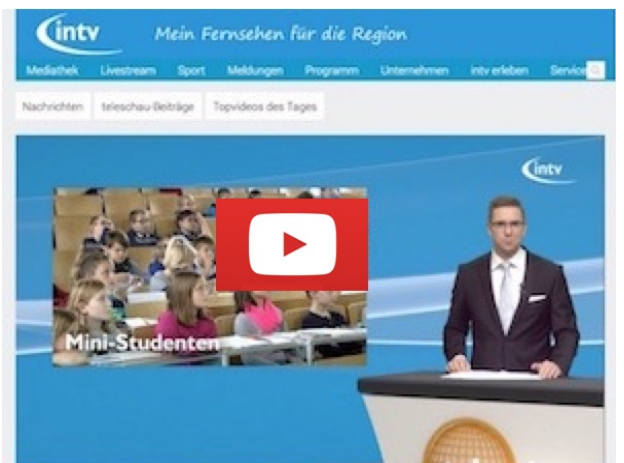 intv Mein Fernsehen für die Region
Mediathek Livestream Sport Meldungen Programm Unternehmen intv erleben Service
Nachrichten teleschau-Beiträge Topvideos des Tages
intv
Mini-Studenten